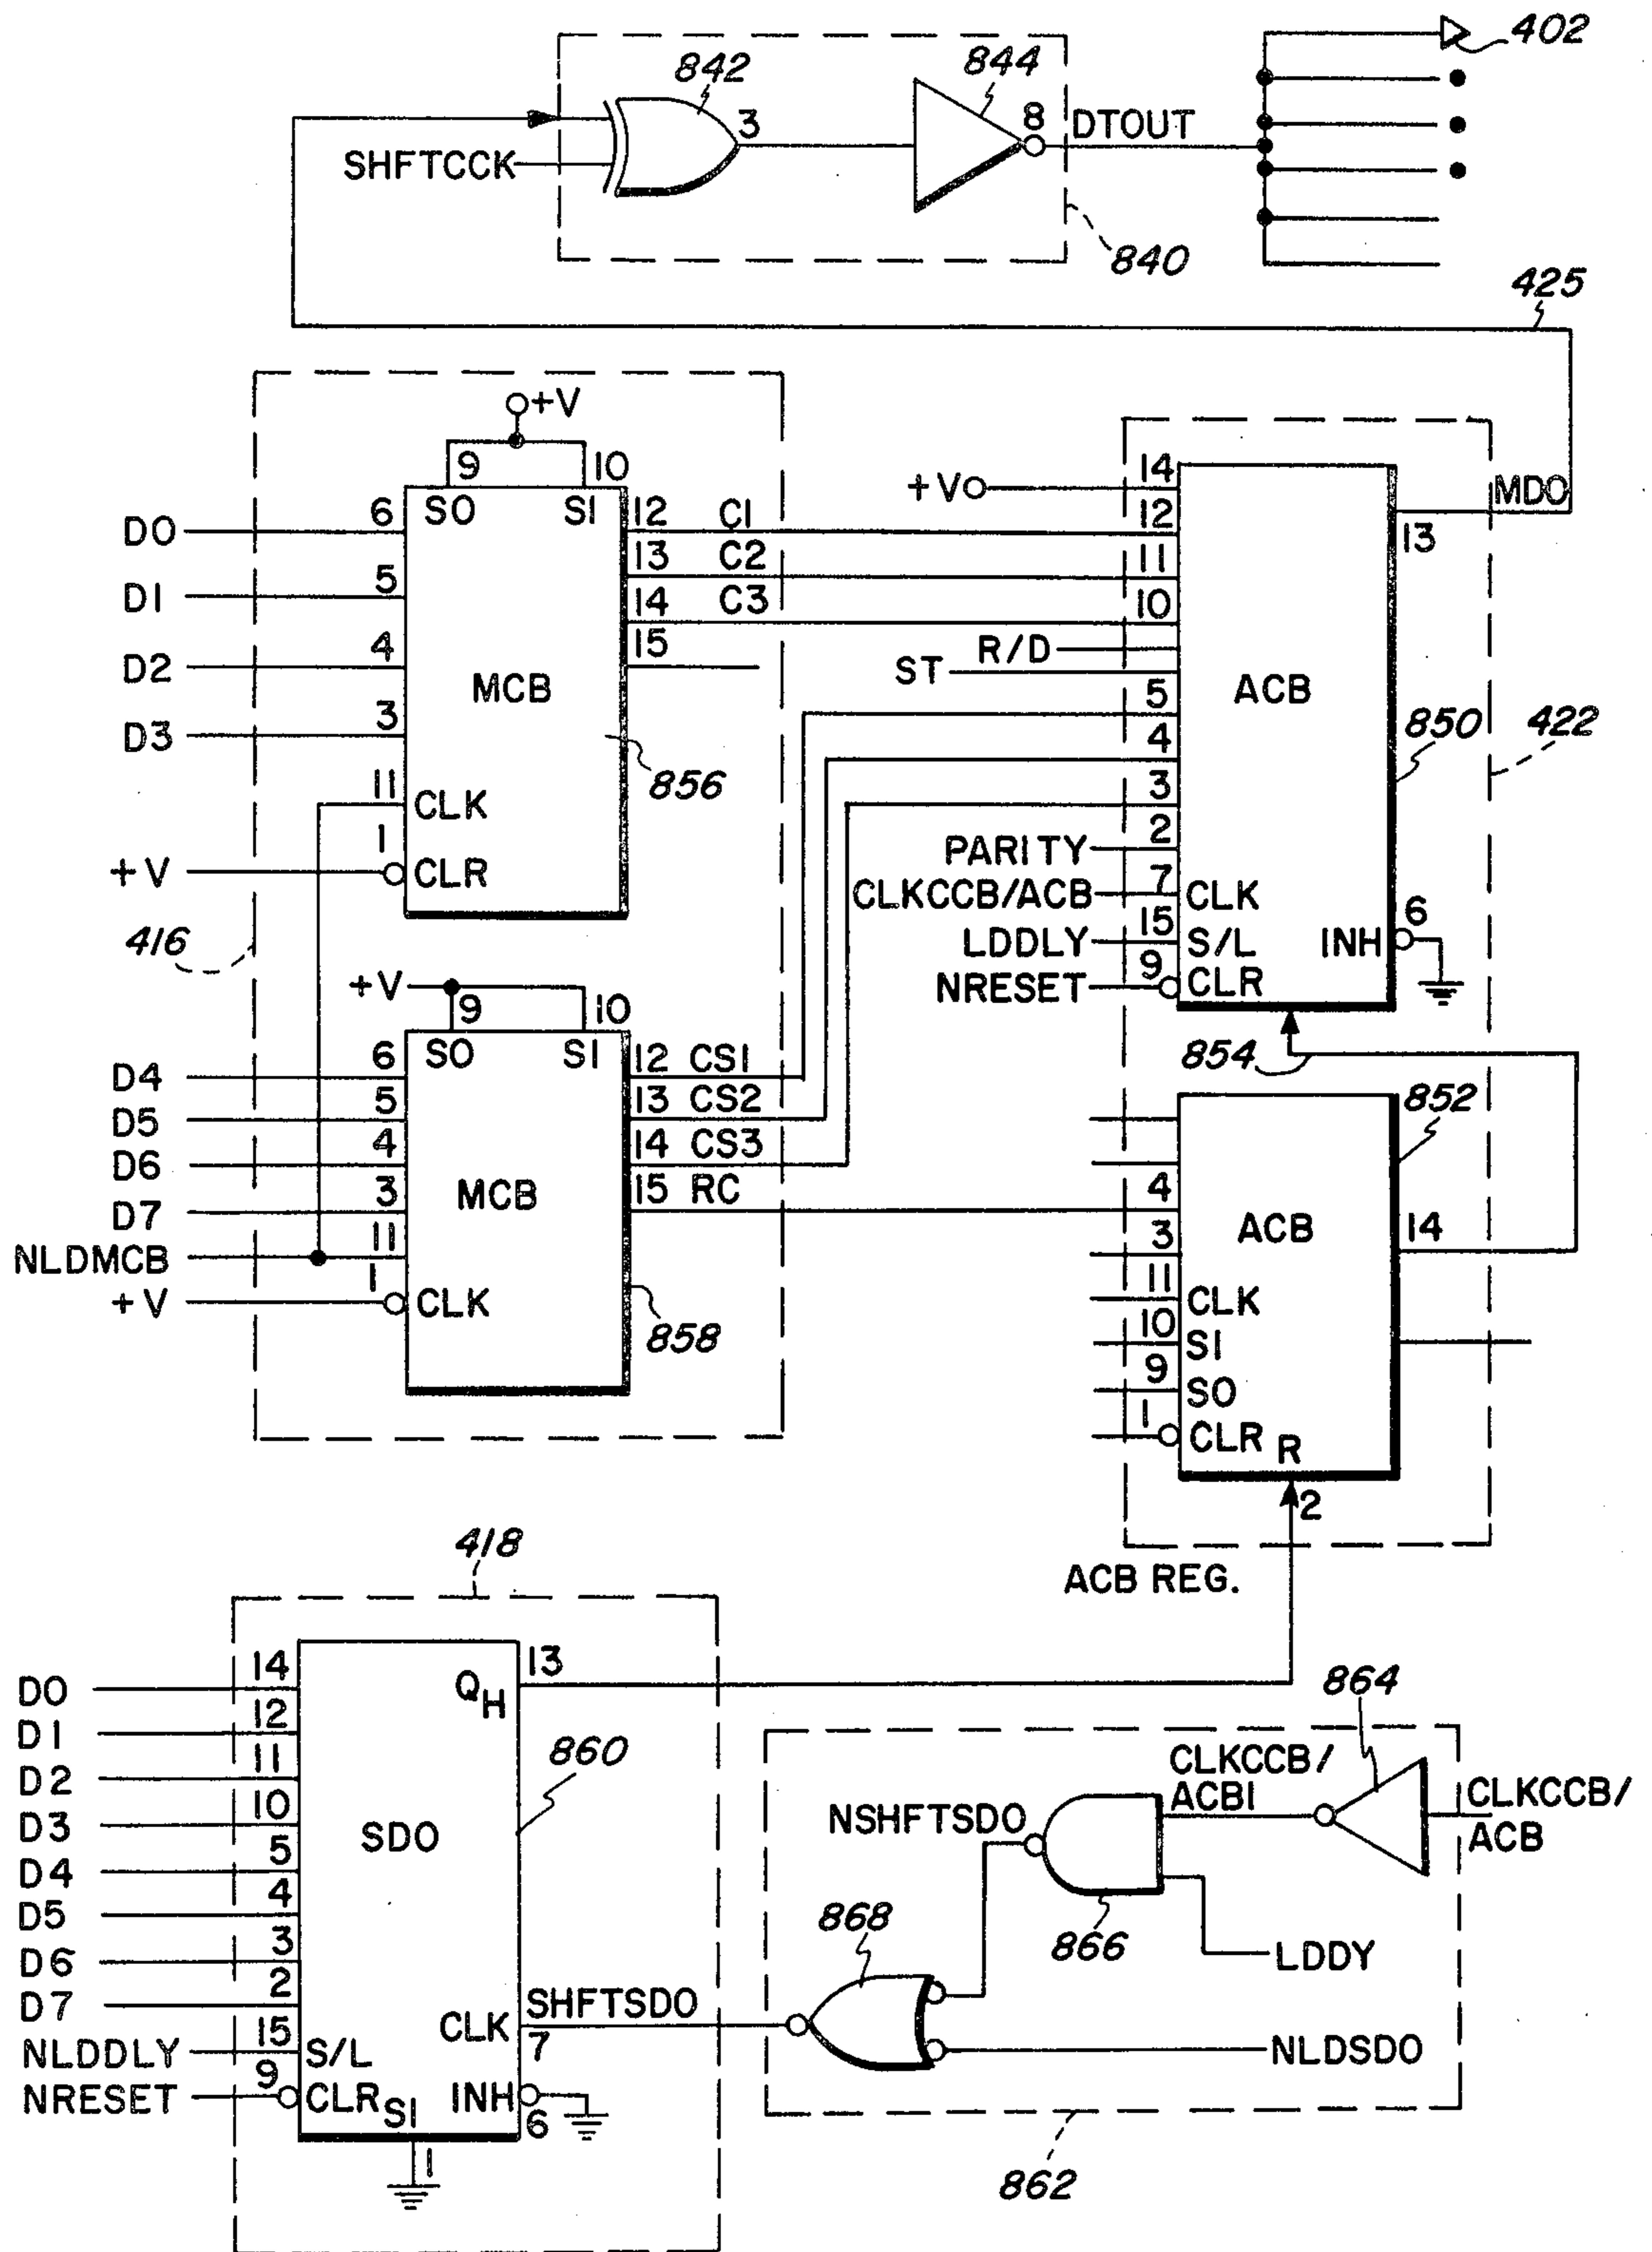 402
842
844
3
8
DTOUT
SHFTCCK
840
425
+V
9
10
SO
SI
6
D0
5
D1
4
D2
3
D3
MCB
856
11
CLK
1
+V
CLR
12
C1
13
C2
14
C3
15
416
+V
14
12
11
10
R/D
ST
5
4
3
2
PARITY
7
CLKCCB/ACB
CLK
15
LDDLY
S/L
9
NRESET
CLR
ACB
850
422
MDO
13
6
INH
+V
9
10
SO
SI
6
D4
5
D5
4
D6
3
D7
11
NLDMCB
1
+V
CLK
MCB
858
12
CS1
13
CS2
14
CS3
15
RC
854
852
4
3
11
CLK
10
SI
9
SO
1
CLR
R
ACB
14
2
ACB REG.
418
14
D0
12
D1
11
D2
10
D3
5
D4
4
D5
3
D6
2
D7
15
NLDDLY
S/L
9
NRESET
CLR
SI
1
SDO
QH
13
860
SHFTSDO
CLK
7
INH
6
864
CLKCCB/
ACBI
CLKCCB/
ACB
NSHFTSDO
866
LDDY
868
NLDSDO
862